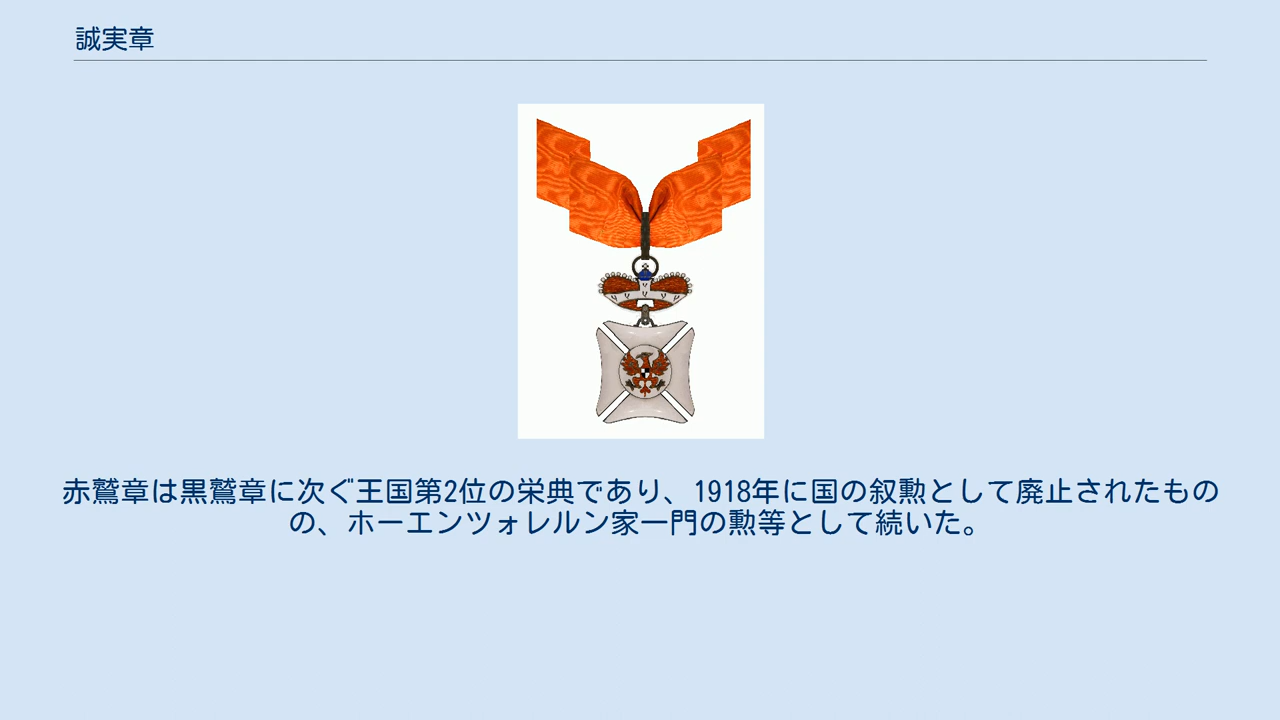 誠実章
赤鷲章は黒鷲章に次ぐ王国第2位の栄典であり、1918年に国の叙勲として廃止されたもの
の、ホーエンツォレルン家一門の勲等として続いた。